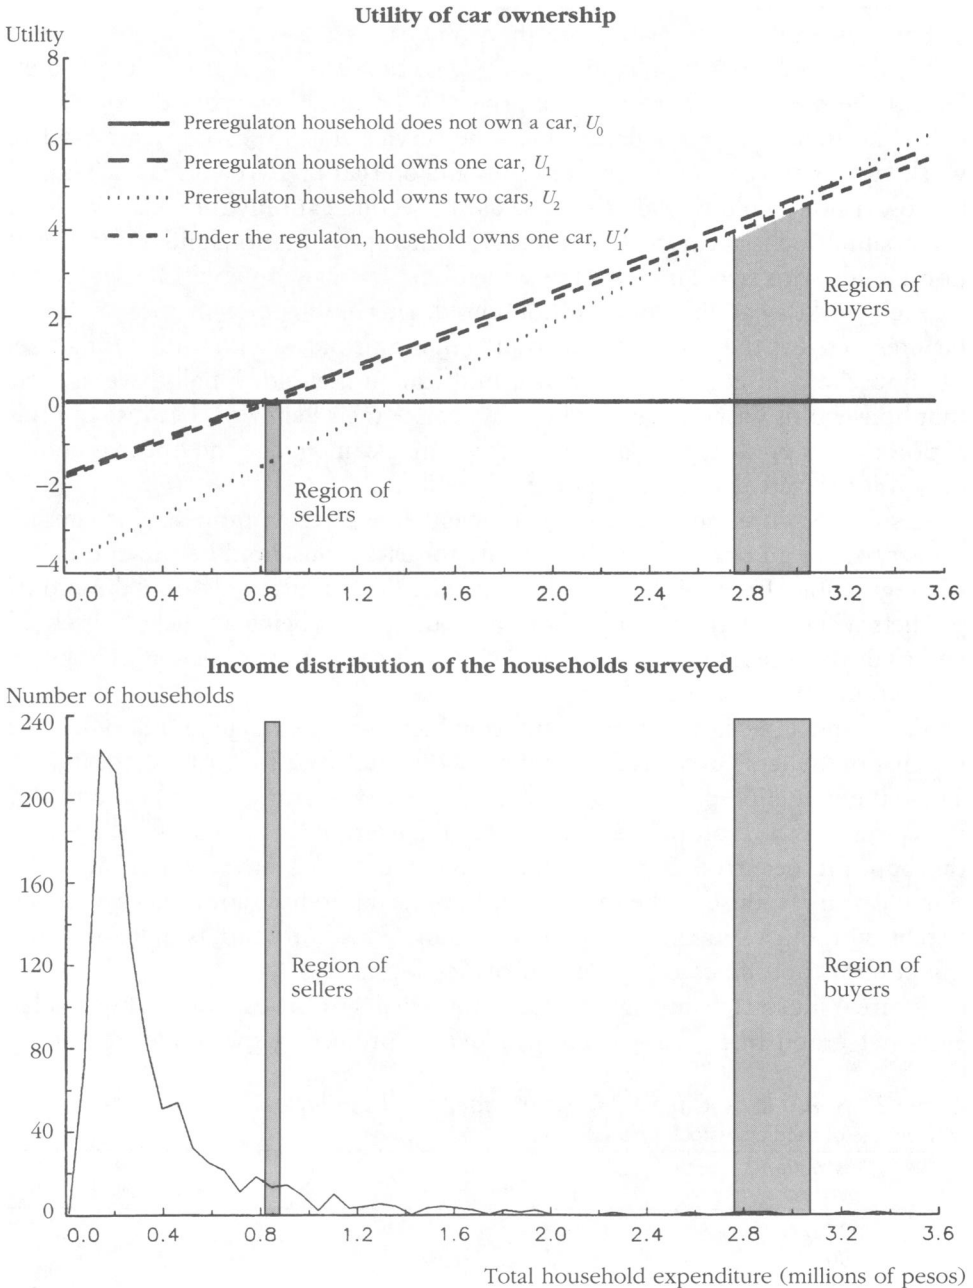 Utility of car ownership
Utility
8
6
4
2
0
−2
−4
Preregulaton household does not own a car, U0
Preregulaton household owns one car, U1
Preregulaton household owns two cars, U2
Under the regulaton, household owns one car, U1′
Region of
buyers
Region of
sellers
0.0 0.4 0.8 1.2 1.6 2.0 2.4 2.8 3.2 3.6
Income distribution of the households surveyed
Number of households
240
200
160
120
80
40
0
Region of
sellers
Region of
buyers
0.0 0.4 0.8 1.2 1.6 2.0 2.4 2.8 3.2 3.6
Total household expenditure (millions of pesos)